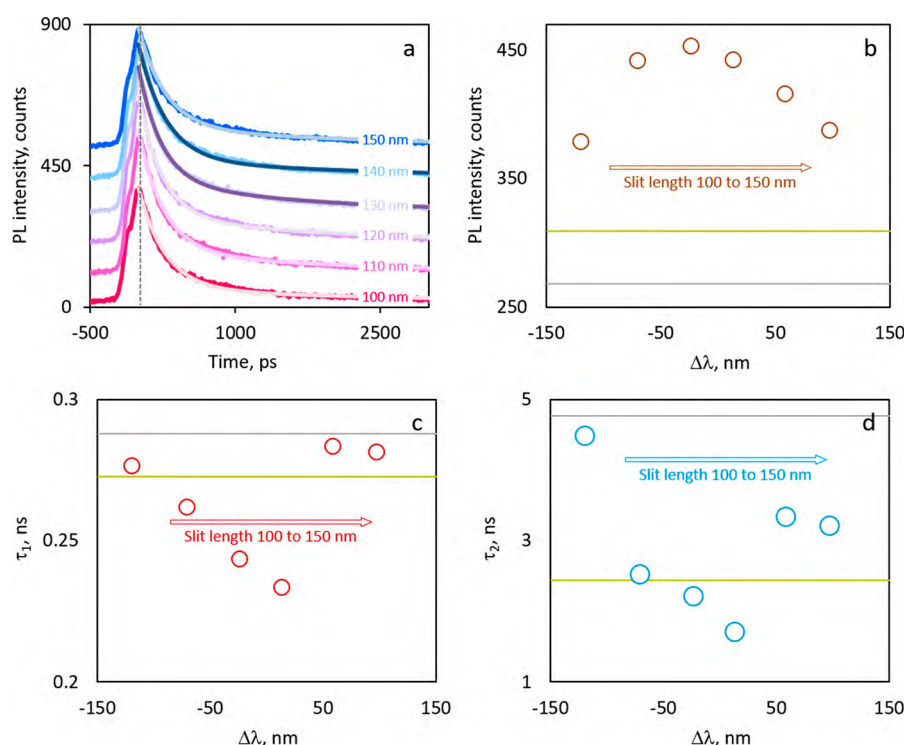 a
900
450
0
PL intensity, counts
150 nm
140 nm
130 nm
120 nm
110 nm
100 nm
-500
1000
2500
Time, ps
b
450
350
250
PL intensity, counts
Slit length 100 to 150 nm
-150
-50
50
150
Δλ, nm
c
0.3
0.25
0.2
τ1, ns
Slit length 100 to 150 nm
-150
-50
50
150
Δλ, nm
d
5
3
1
τ2, ns
Slit length 100 to 150 nm
-150
-50
50
150
Δλ, nm